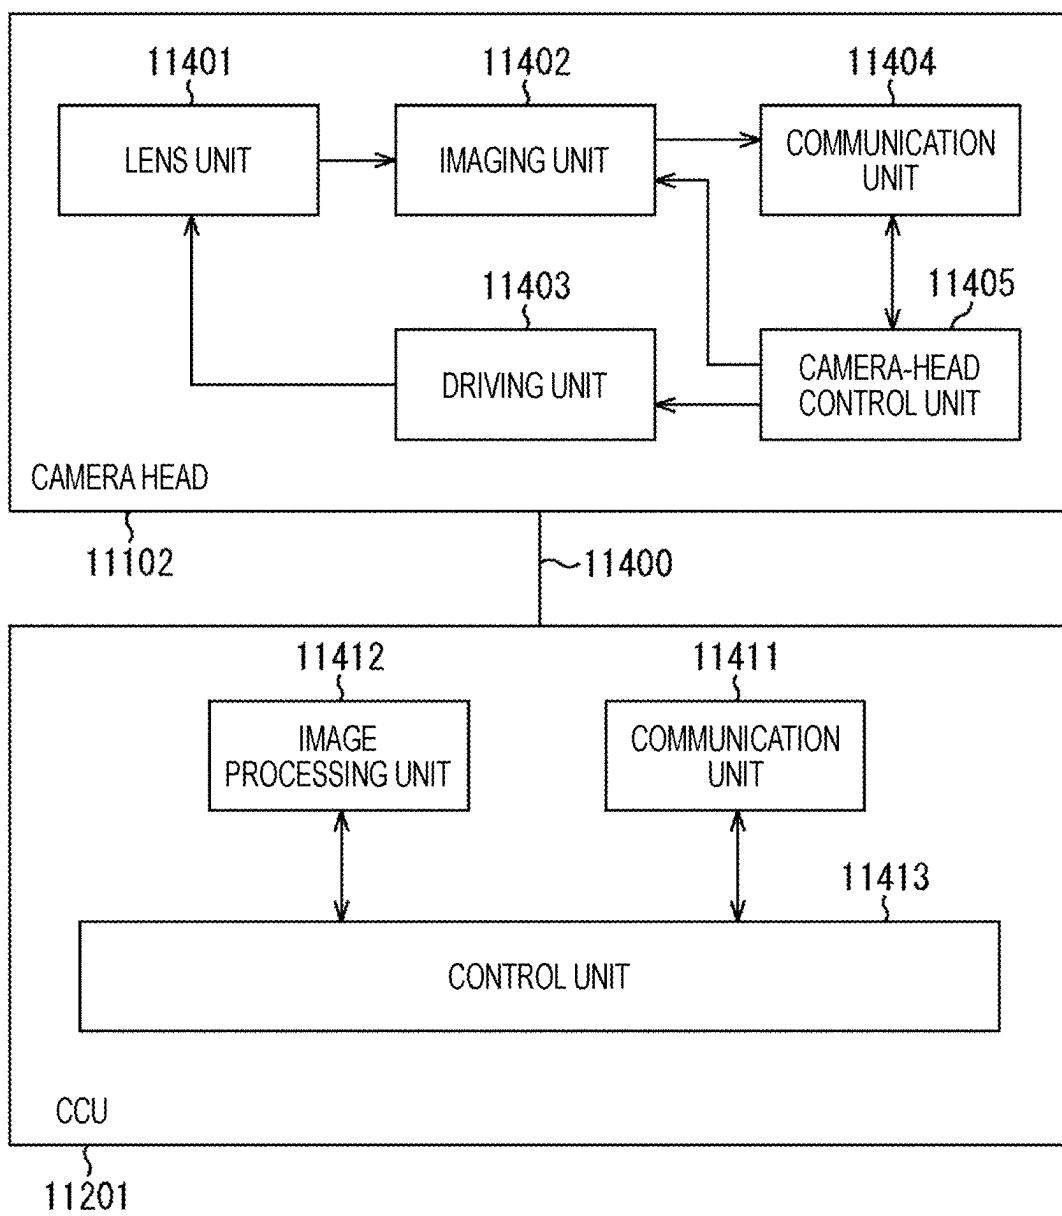 11401
11402
11404
LENS UNIT
IMAGING UNIT
COMMUNICATION
UNIT
11403
11405
DRIVING UNIT
CAMERA-HEAD
CONTROL UNIT
CAMERA HEAD
11102
11400
11412
11411
IMAGE
PROCESSING UNIT
COMMUNICATION
UNIT
11413
CONTROL UNIT
CCU
11201